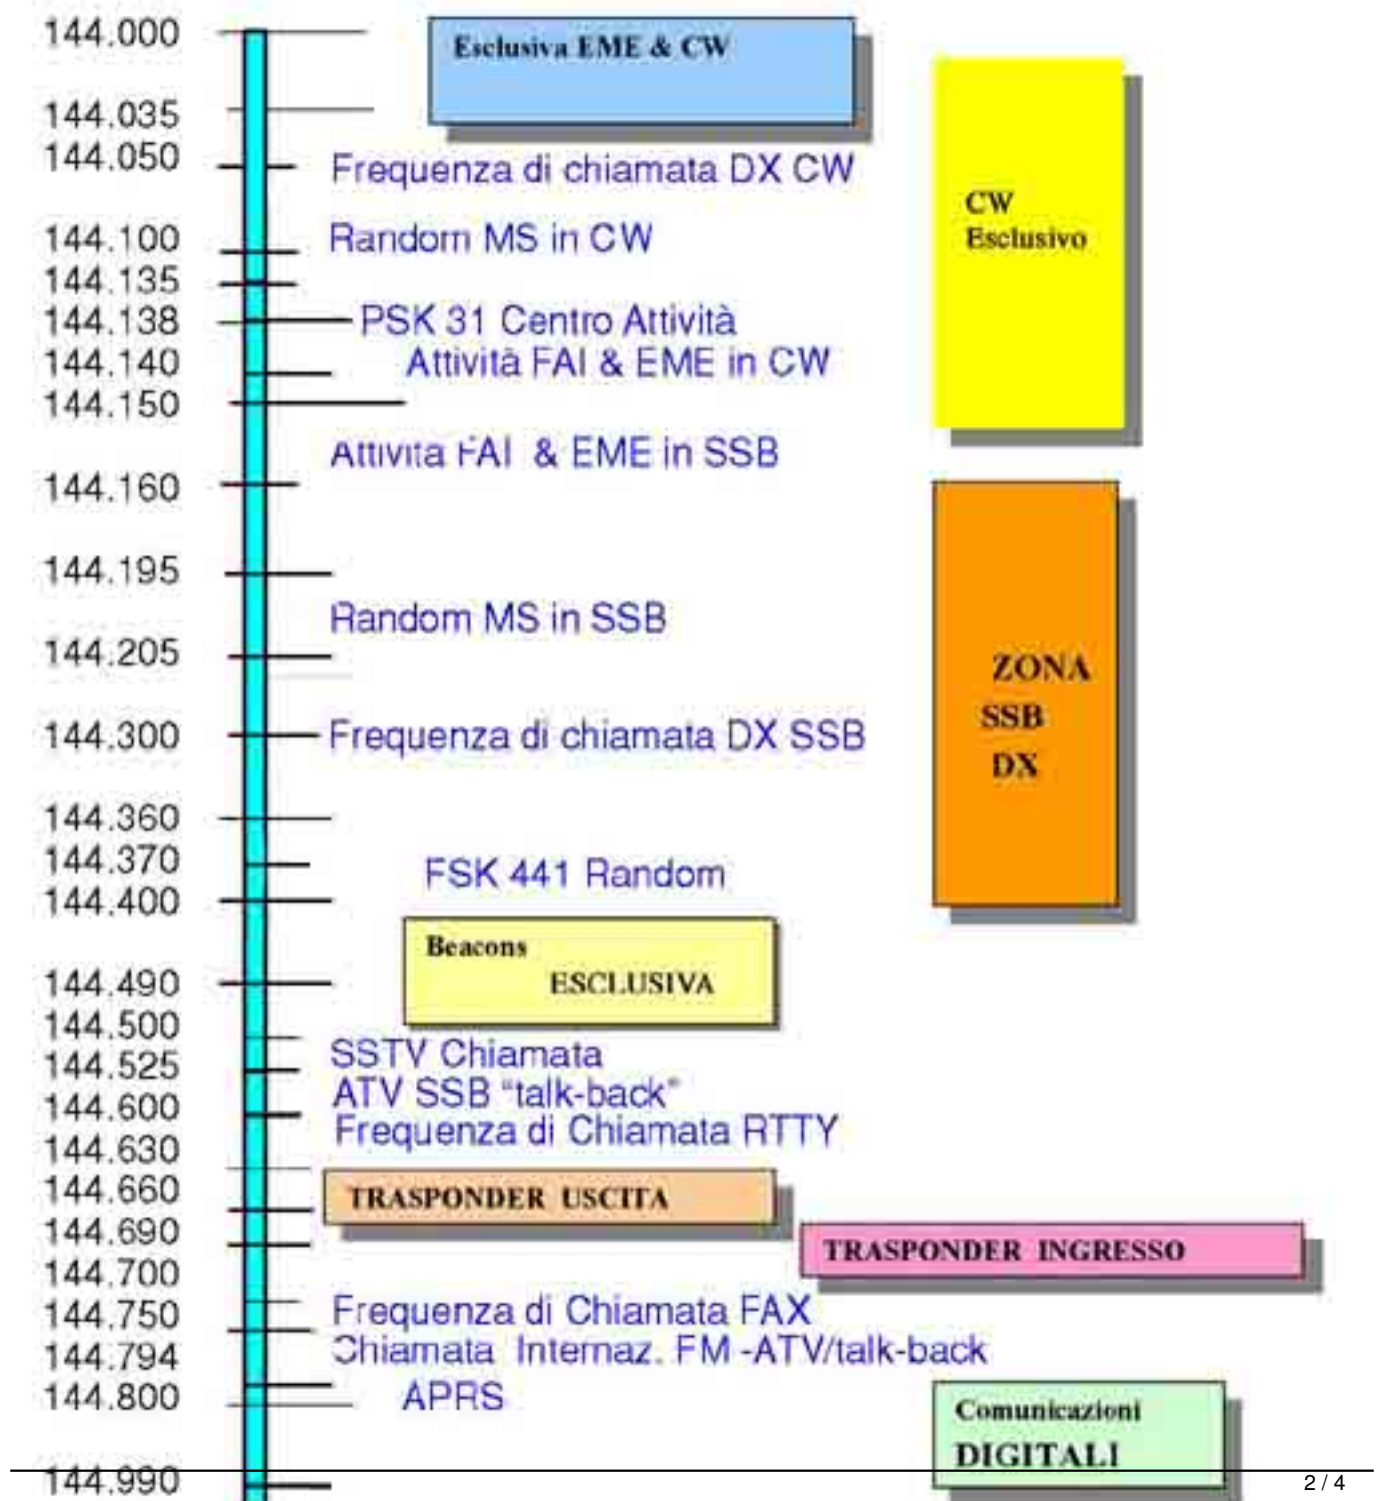 144.000
Esclusiva EME & CW
144.035
144.050
Frequenza di chiamata DX CW
CW
Esclusivo
144.100
Random MS in CW
144.135
144.138
PSK 31 Centro Attività
144.140
Attività FAI & EME in CW
144.150
Attività FAI & EME in SSB
144.160
144.195
Random MS in SSB
144.205
ZONA
SSB
DX
144.300
Frequenza di chiamata DX SSB
144.360
144.370
FSK 441 Random
144.400
Beacons
ESCLUSIVA
144.490
144.500
SSTV Chiamata
144.525
ATV SSB "talk-back"
144.600
Frequenza di Chiamata RTTY
144.630
144.660
TRASPONDER USCITA
144.690
TRASPONDER INGRESSO
144.700
144.750
Frequenza di Chiamata FAX
144.794
Chiamata Internaz. FM -ATV/talk-back
144.800
APRS
Comunicazioni
DIGITALI
144.990
2 / 4